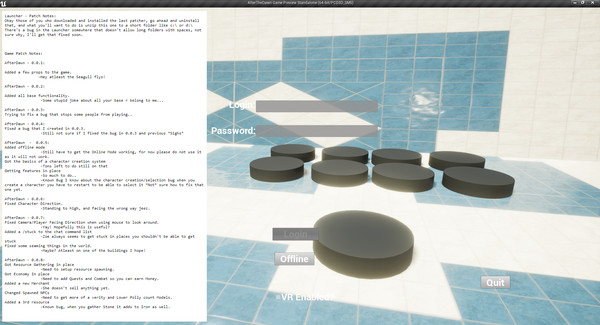 AfterTheDawn Game Preview Standalone (64-bit/PCD3D_SM5)
Launcher - Patch Notes:
Okay those of you who downloaded and installed the last patcher, go ahead and uninstall
that, and what you'll want to do is unzip this one to a short folder like c:\ or d:\
There's a bug in the Launcher somewhere that doesn't allow long folders with spaces, not
sure why, I'll get that fixed soon.
Game Patch Notes:
AfterDawn - 0.0.1:
Added a few props to the game.
-Hey atleast the Seagull flys!
AfterDawn - 0.0.2:
Added all base functionality.
-Some stupid joke about all your base r belong to me...
AfterDawn - 0.0.3:
Trying to fix a bug that stops some people from playing...
AfterDawn - 0.0.4:
Fixed a bug that I created in 0.0.3
-Still not sure if I fixed the bug in 0.0.3 and previous *Sigh*
AfterDawn - 0.0.5:
Added Offline mode
-Still have to get the Online Mode working, for now please do not use it
as it will not work.
Got the basics of a character creation system
-Tons left to do still on that
Getting features in place
-So much to do..
-Known Bug I know about the character creation/selection bug when you
create a character you have to restart to be able to select it *Not* sure how to fix that
one yet.
AfterDawn - 0.0.6:
Fixed Character Direction.
-Standing to high, and facing the wrong way jeez.
AfterDawn - 0.0.7:
Fixed Camera/Player Facing Direction when using mouse to look around.
-Yay! Hopefully this is useful?
Added a /stuck to the chat command list
-I've always seem to get stuck in places you shouldn't be able to get
stuck
Fixed some seaming things in the world.
-Maybe? Atleast on one of the buildings I hope!
AfterDawn - 0.0.8:
Got Resource Gathering in place
-Need to setup resource spawning.
Got Economy in place
-Need to add Quests and Combat so you can earn Money.
Added a new Merchant
-She doesn't sell anything yet.
Changed Spawned NPCs
-Need to get more of a verity and Lower Poly count models.
Added a 3rd resource
-Known bug, when you gather Stone it adds to Iron as well.
Login:
Password:
Login
Offline
VR Enabled?
Quit